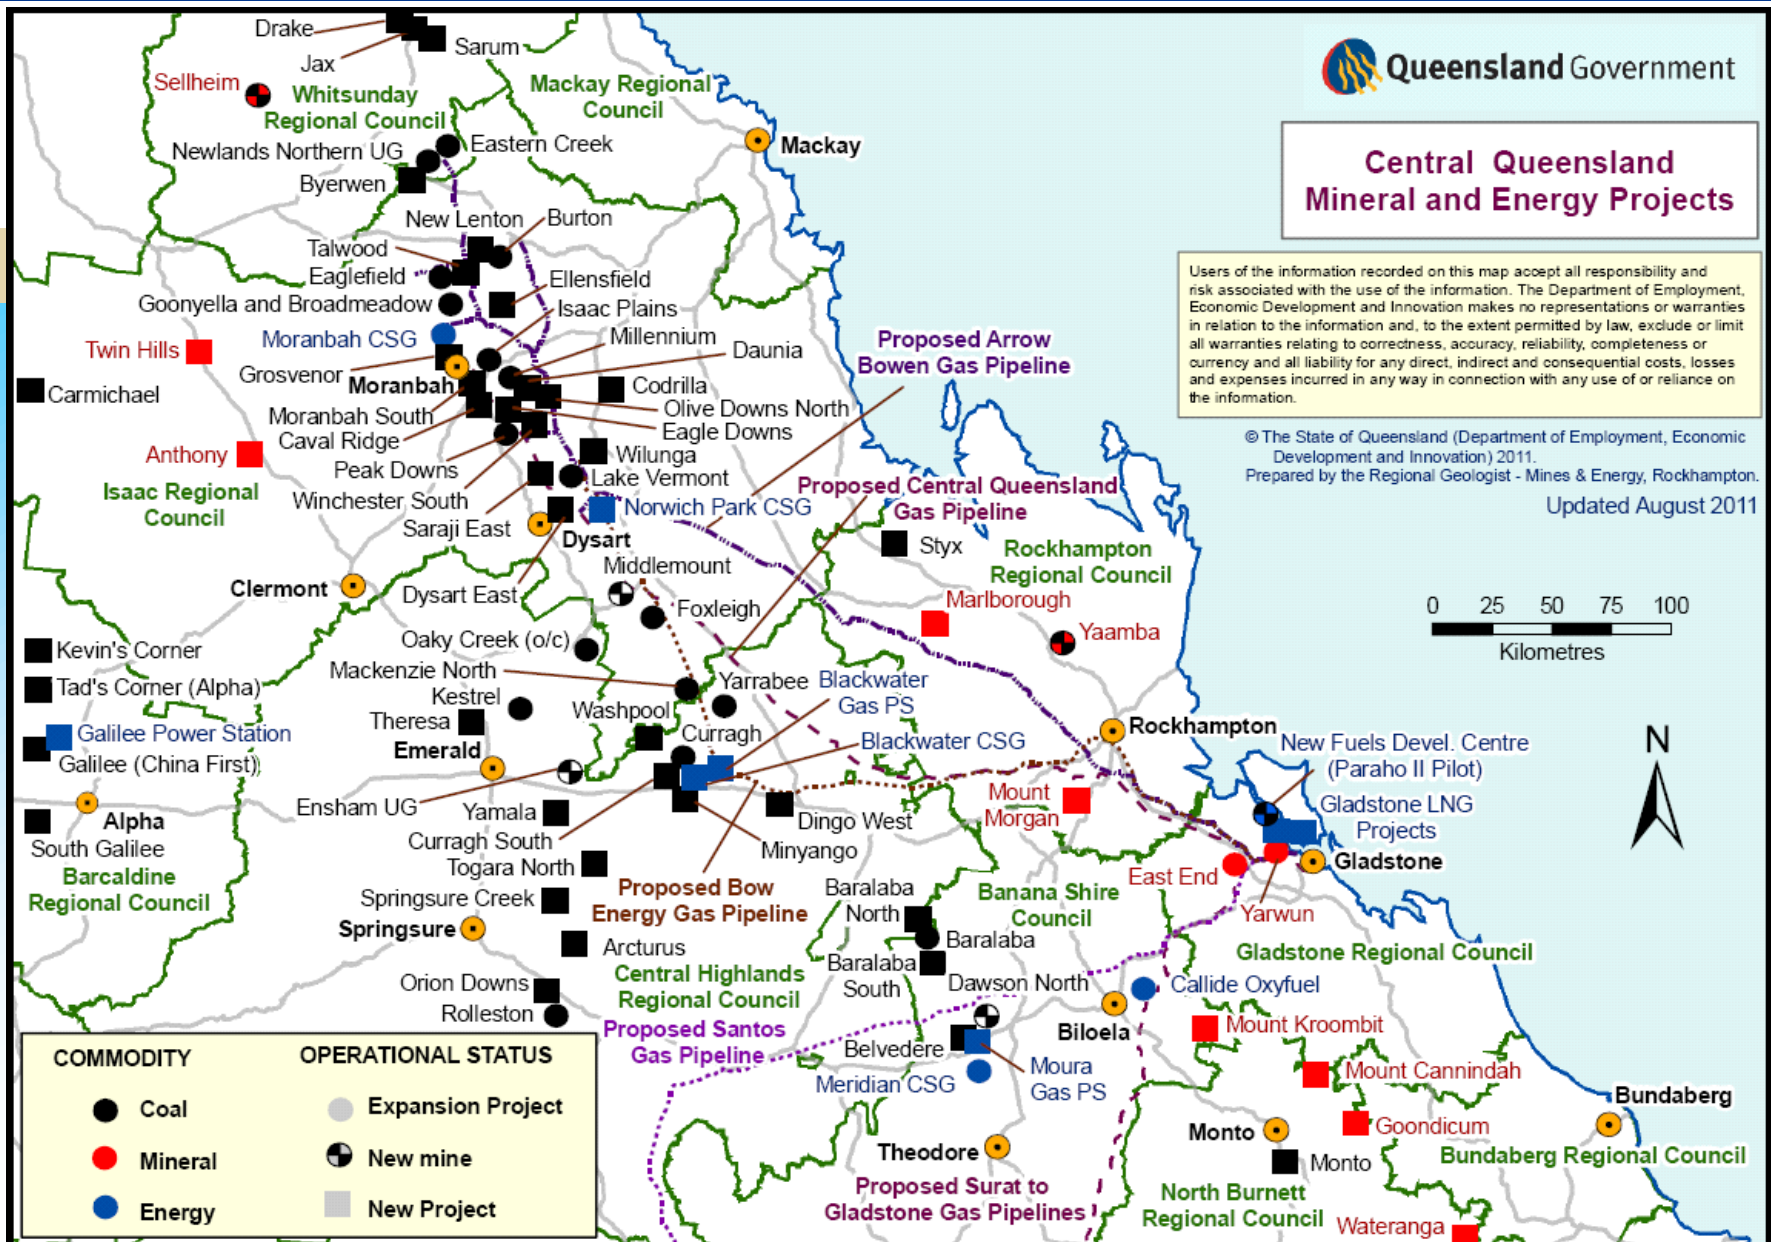 Drake
Jax
Sarum
Sellheim
Whitsunday
Regional Council
Mackay Regional
Council
Queensland Government
Central Queensland
Mineral and Energy Projects
Mackay
Newlands Northern UG
Eastern Creek
Byerwen
New Lenton
Burton
Talwood
Eaglefield
Ellensfield
Goonyella and Broadmeadow
Isaac Plains
Moranbah CSG
Millennium
Twin Hills
Daunia
Grosvenor
Moranbah
Codrilla
Carmichael
Moranbah South
Olive Downs North
Caval Ridge
Eagle Downs
Anthony
Peak Downs
Wilunga
Isaac Regional
Council
Winchester South
Lake Vermont
Saraji East
Norwich Park CSG
Dysart
Proposed Arrow
Bowen Gas Pipeline
Users of the information recorded on this map accept all responsibility and
risk associated with the use of the information. The Department of Employment,
Economic Development and Innovation makes no representations or warranties
in relation to the information and, to the extent permitted by law, exclude or limit
all warranties relating to correctness, accuracy, reliability, completeness or
currency and all liability for any direct, indirect and consequential costs, losses
and expenses incurred in any way in connection with any use of or reliance on
the information.
© The State of Queensland (Department of Employment, Economic
Development and Innovation) 2011.
Prepared by the Regional Geologist - Mines & Energy, Rockhampton.
Updated August 2011
Proposed Central Queensland
Gas Pipeline
Styx
Rockhampton
Regional Council
Middlemount
Clermont
Dysart East
Foxleigh
Marlborough
Yaamba
0 25 50 75 100
Kilometres
Oaky Creek (o/c)
Kevin's Corner
Mackenzie North
Tad's Corner (Alpha)
Kestrel
Yarrabee
Blackwater
Gas PS
Theresa
Washpool
Galilee Power Station
Curragh
Emerald
Blackwater CSG
Galilee (China First)
Rockhampton
New Fuels Devel. Centre
(Paraho II Pilot)
N
Ensham UG
Yamala
Mount
Morgan
Gladstone LNG
Projects
Alpha
Dingo West
South Galilee
Curragh South
Minyango
Gladstone
Togara North
East End
Barcaldine
Regional Council
Proposed Bow
Energy Gas Pipeline
Baralaba
North
Banana Shire
Council
Springsure Creek
Yarwun
Springsure
Arcturus
Baralaba
Gladstone Regional Council
Central Highlands
Regional Council
Baralaba
South
Orion Downs
Dawson North
Callide Oxyfuel
Rolleston
Biloela
Proposed Santos
Gas Pipeline
Mount Kroombit
Belvedere
Moura
Gas PS
Meridian CSG
Mount Cannindah
Bundaberg
Goondicum
Monto
Theodore
Bundaberg Regional Council
Monto
Proposed Surat to
Gladstone Gas Pipelines
North Burnett
Regional Council
Wateranga
COMMODITY
OPERATIONAL STATUS
Coal
Expansion Project
Mineral
New mine
Energy
New Project